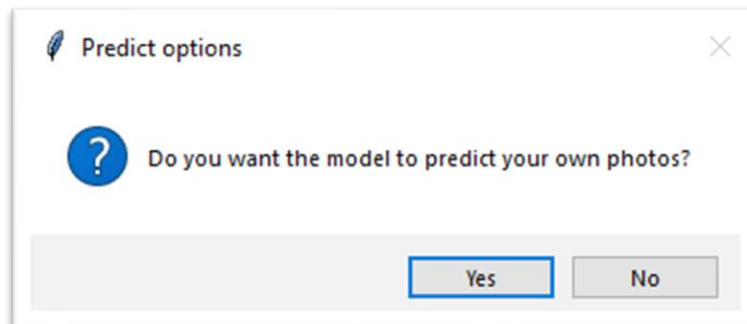 Predict options
Do you want the model to predict your own photos?
Yes No